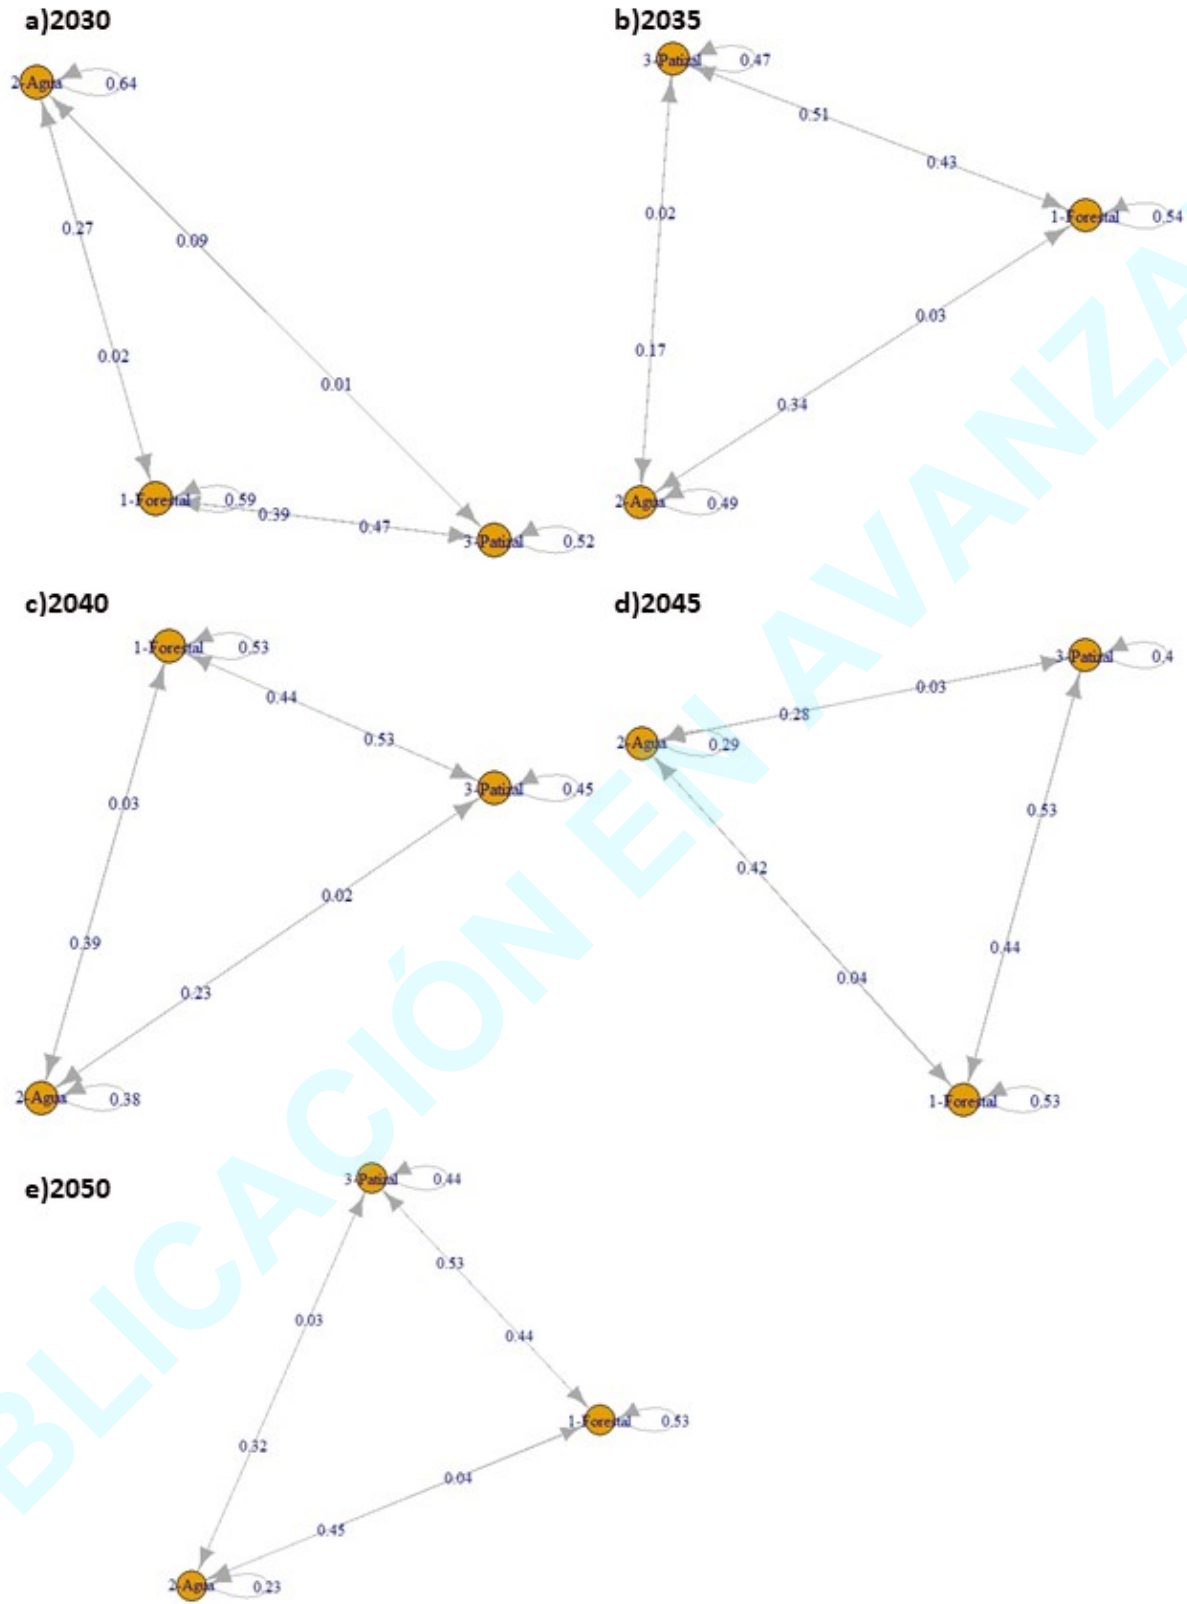 a)2030
2-Agua
0.64
0.27
0.09
0.02
0.01
1-Forestal
0.59
0.39
0.47
3-Patizal
0.52
b)2035
3-Patizal
0.47
0.51
0.43
0.02
1-Forestal
0.54
0.03
0.17
0.34
2-Agua
0.49
c)2040
1-Forestal
0.53
0.44
0.53
3-Patizal
0.45
0.03
0.02
0.39
0.23
2-Agua
0.38
d)2045
3-Patizal
0.4
0.03
0.28
2-Agua
0.29
0.53
0.42
0.44
0.04
1-Forestal
0.53
e)2050
3-Patizal
0.44
0.53
0.03
0.44
1-Forestal
0.53
0.32
0.04
0.45
2-Agua
0.23
BLICACIÓN EN AVANZA